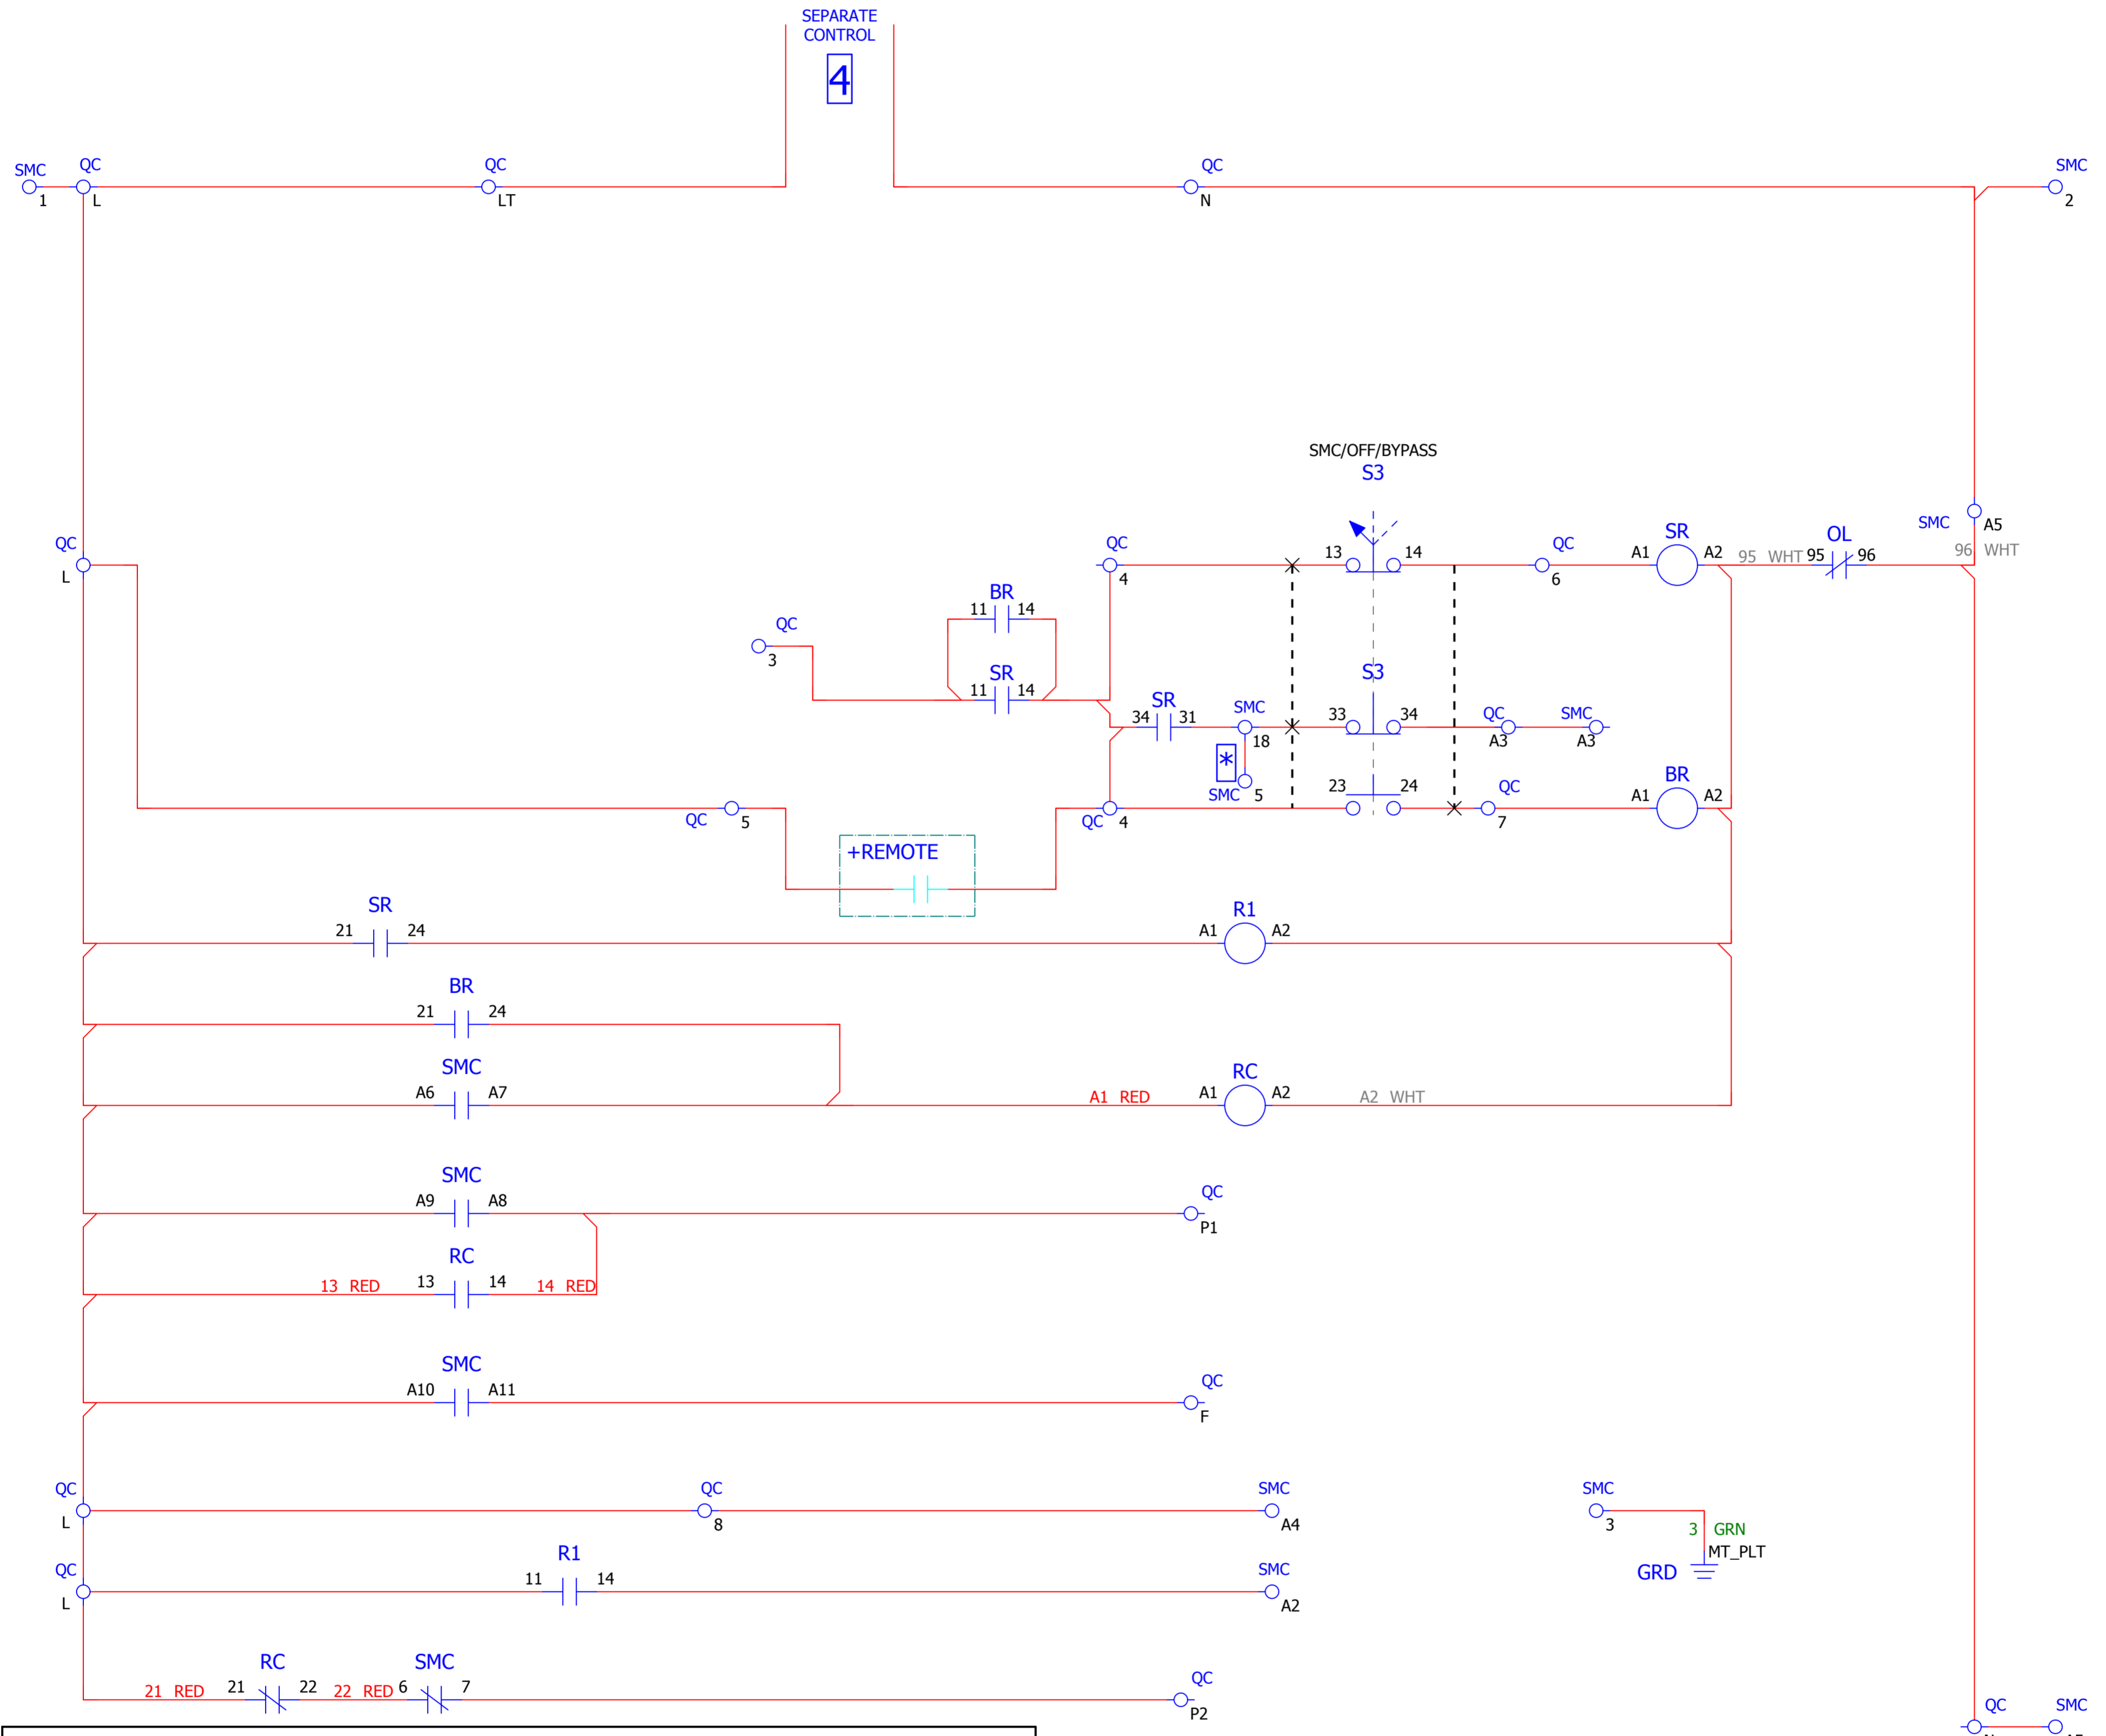 SEPARATE
CONTROL
4
SMC
1
QC
L
QC
LT
QC
N
SMC
2
SMC/OFF/BYPASS
S3
QC
L
QC
4
13
14
QC
6
SR
A1
A2
95 WHT
OL
95
96
SMC
A5
96 WHT
BR
11
14
QC
3
SR
11
14
SR
34
31
SMC
18
*
SMC
5
S3
33
34
QC
A3
SMC
A3
QC
5
QC
4
23
24
QC
7
BR
A1
A2
+REMOTE
SR
21
24
R1
A1
A2
BR
21
24
SMC
A6
A7
A1 RED
RC
A1
A2
A2 WHT
SMC
A9
A8
QC
P1
RC
13 RED
13
14
14 RED
SMC
A10
A11
QC
F
QC
L
QC
8
SMC
A4
SMC
3
3 GRN
MT_PLT
GRD
QC
L
R1
11
14
SMC
A2
RC
21 RED
21
22
22 RED
SMC
6
7
QC
P2
QC
SMC